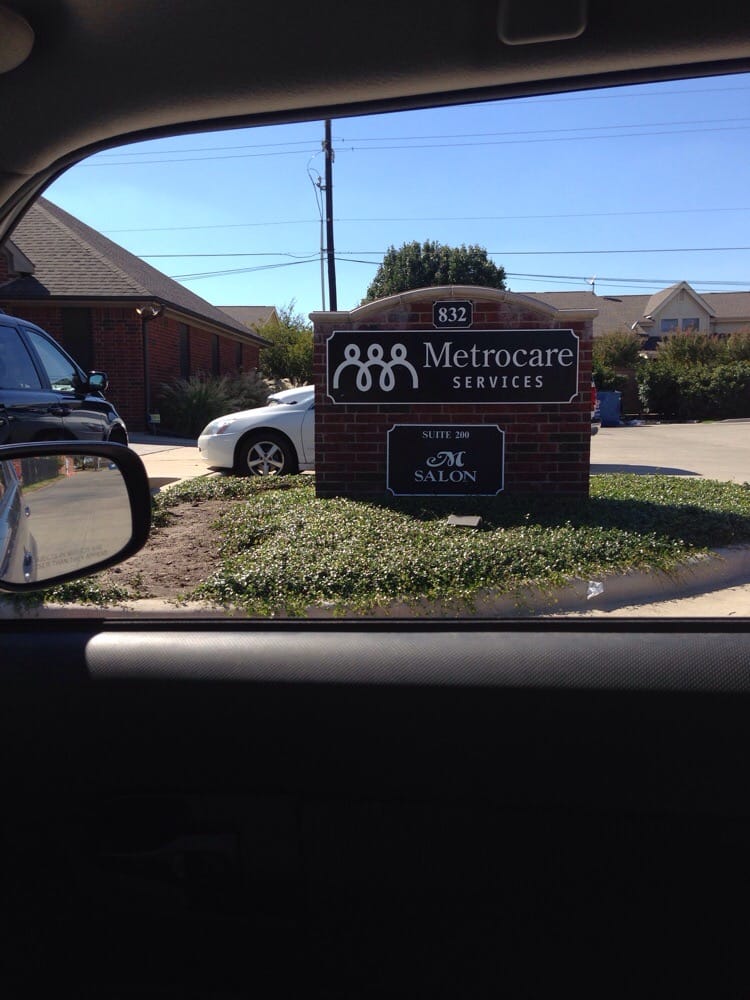 832
Metrocare
SERVICES
SUITE 200
M
SALON